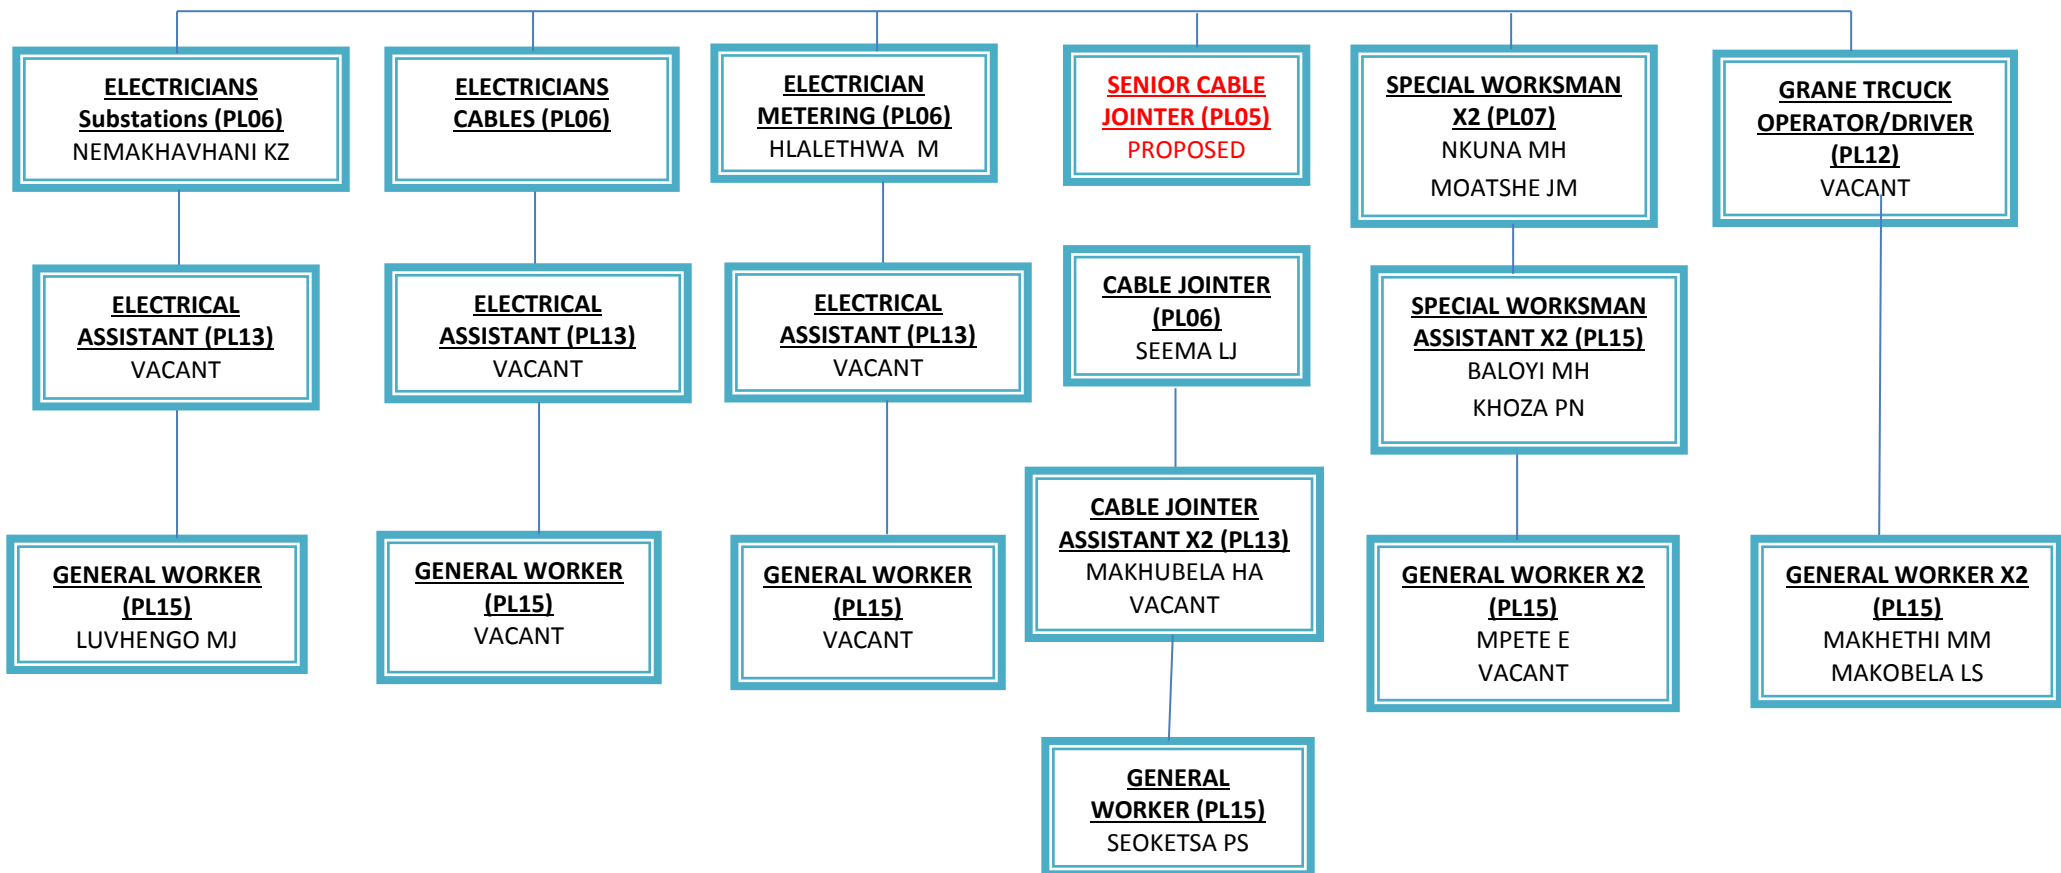 ELECTRICIANS
Substations (PL06)
NEMAKHAVHANI KZ
ELECTRICIANS
CABLES (PL06)
ELECTRICIAN
METERING (PL06)
HLALETHWA  M
SENIOR CABLE
JOINTER (PL05)
PROPOSED
SPECIAL WORKSMAN
X2 (PL07)
NKUNA MH
MOATSHE JM
GRANE TRCUCK
OPERATOR/DRIVER
(PL12)
VACANT
ELECTRICAL
ASSISTANT (PL13)
VACANT
ELECTRICAL
ASSISTANT (PL13)
VACANT
ELECTRICAL
ASSISTANT (PL13)
VACANT
CABLE JOINTER
(PL06)
SEEMA LJ
SPECIAL WORKSMAN
ASSISTANT X2 (PL15)
BALOYI MH
KHOZA PN
CABLE JOINTER
ASSISTANT X2 (PL13)
MAKHUBELA HA
VACANT
GENERAL WORKER
(PL15)
LUVHENGO MJ
GENERAL WORKER
(PL15)
VACANT
GENERAL WORKER
(PL15)
VACANT
GENERAL WORKER X2
(PL15)
MPETE E
VACANT
GENERAL WORKER X2
(PL15)
MAKHETHI MM
MAKOBELA LS
GENERAL
WORKER (PL15)
SEOKETSA PS